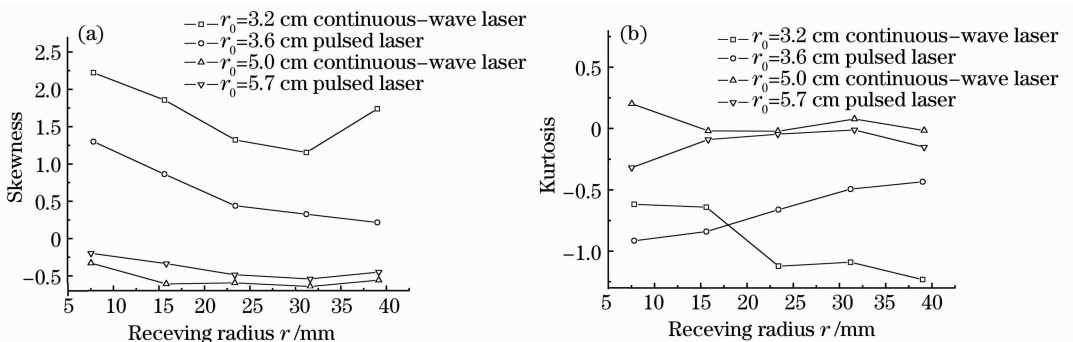 (a)
r0=3.2 cm continuous-wave laser
r0=3.6 cm pulsed laser
r0=5.0 cm continuous-wave laser
r0=5.7 cm pulsed laser
Skewness
2.5
2.0
1.5
1.0
0.5
0
-0.5
5 10 15 20 25 30 35 40
Receving radius r /mm
(b)
r0=3.2 cm continuous-wave laser
r0=3.6 cm pulsed laser
r0=5.0 cm continuous-wave laser
r0=5.7 cm pulsed laser
Kurtosis
0.5
0
-0.5
-1.0
5 10 15 20 25 30 35 40
Receving radius r /mm